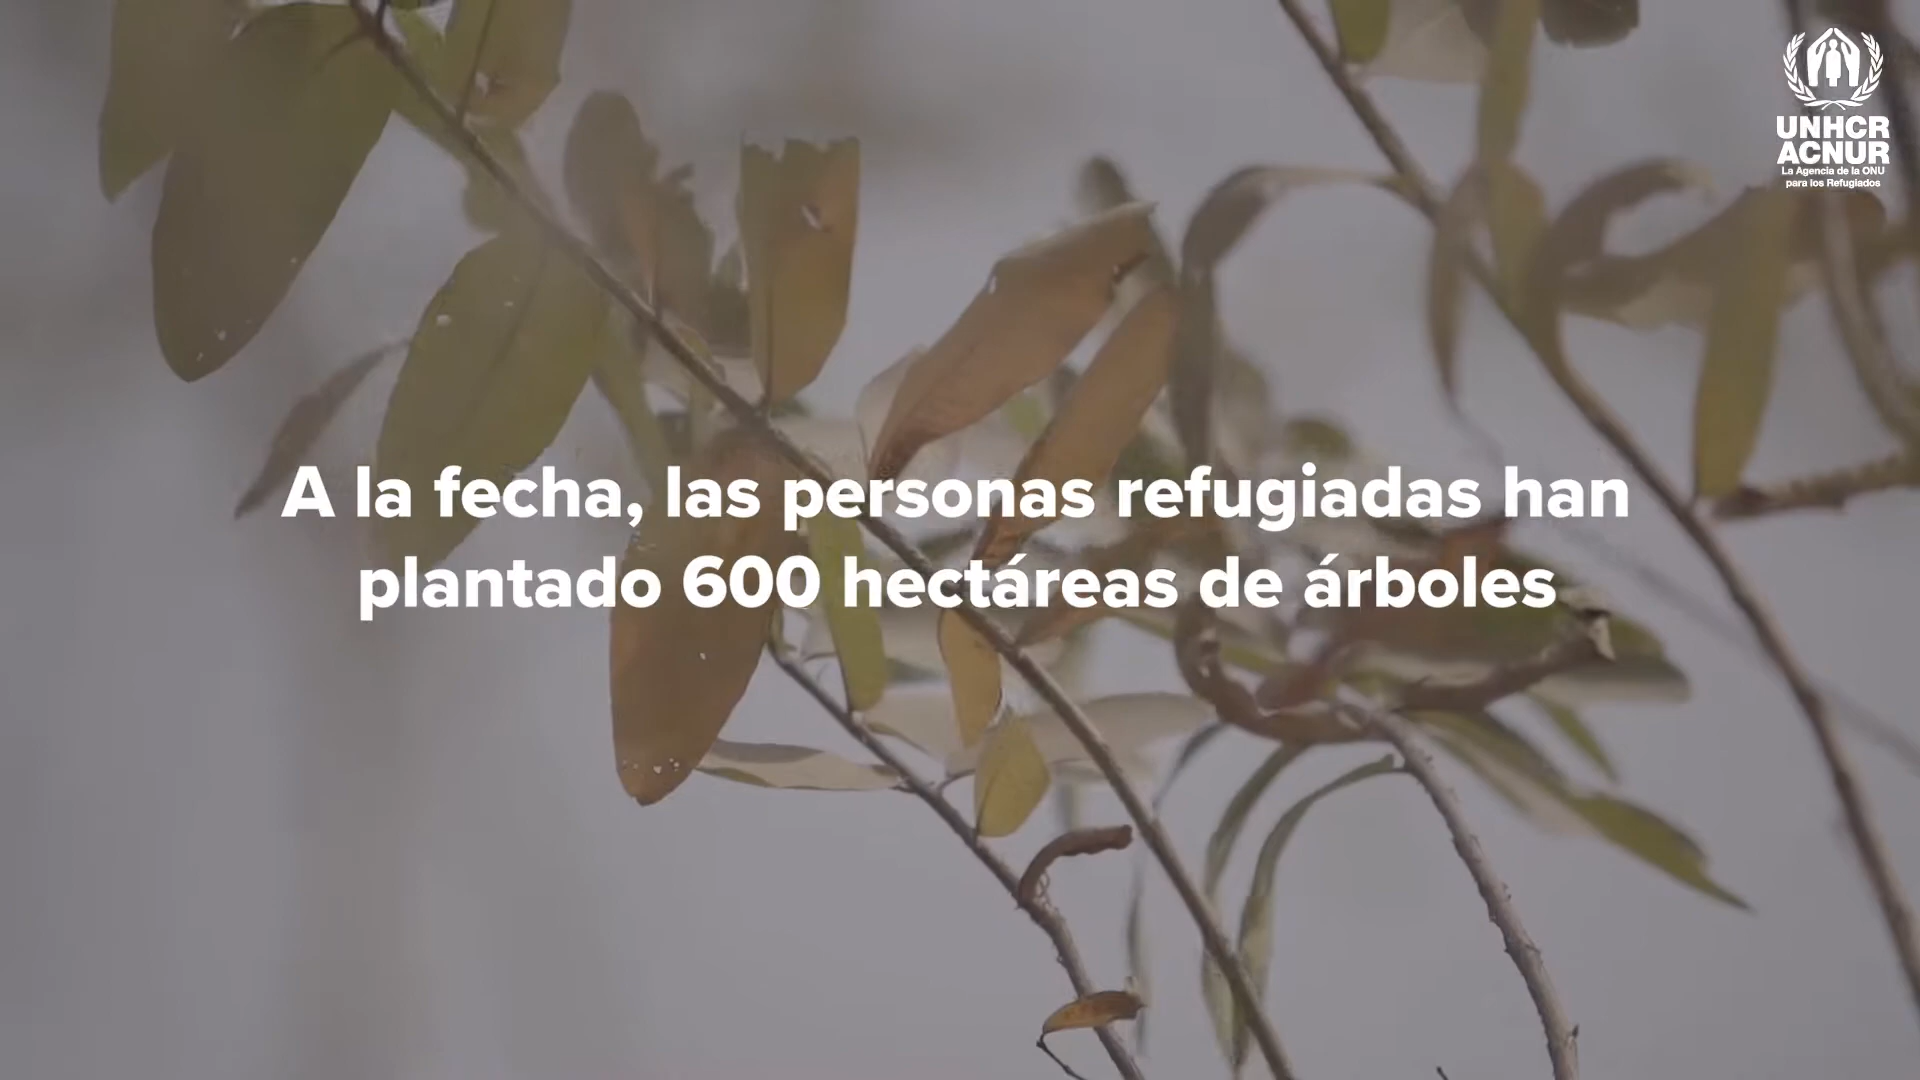 UNHCR
ACNUR
La Agencia de la ONU
para los Refugiados
A la fecha, las personas refugiadas han
plantado 600 hectáreas de árboles